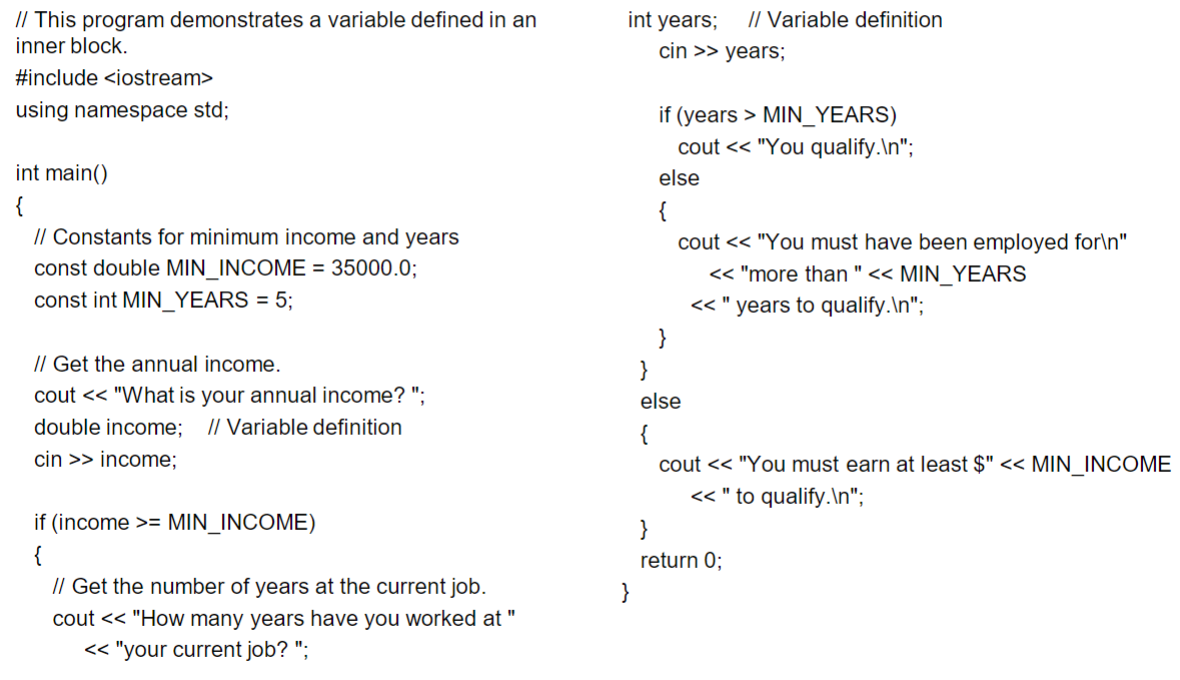 // This program demonstrates a variable defined in an
inner block.
#include <iostream>
using namespace std;

int main()
{
   // Constants for minimum income and years
   const double MIN_INCOME = 35000.0;
   const int MIN_YEARS = 5;

   // Get the annual income.
   cout << "What is your annual income? ";
   double income;    // Variable definition
   cin >> income;

   if (income >= MIN_INCOME)
   {
      // Get the number of years at the current job.
      cout << "How many years have you worked at "
           << "your current job? ";
int years;     // Variable definition
      cin >> years;

      if (years > MIN_YEARS)
         cout << "You qualify.\n";
      else
      {
         cout << "You must have been employed for\n"
              << "more than " << MIN_YEARS
           << " years to qualify.\n";
      }
   }
   else
   {
      cout << "You must earn at least $" << MIN_INCOME
           << " to qualify.\n";
   }
   return 0;
}